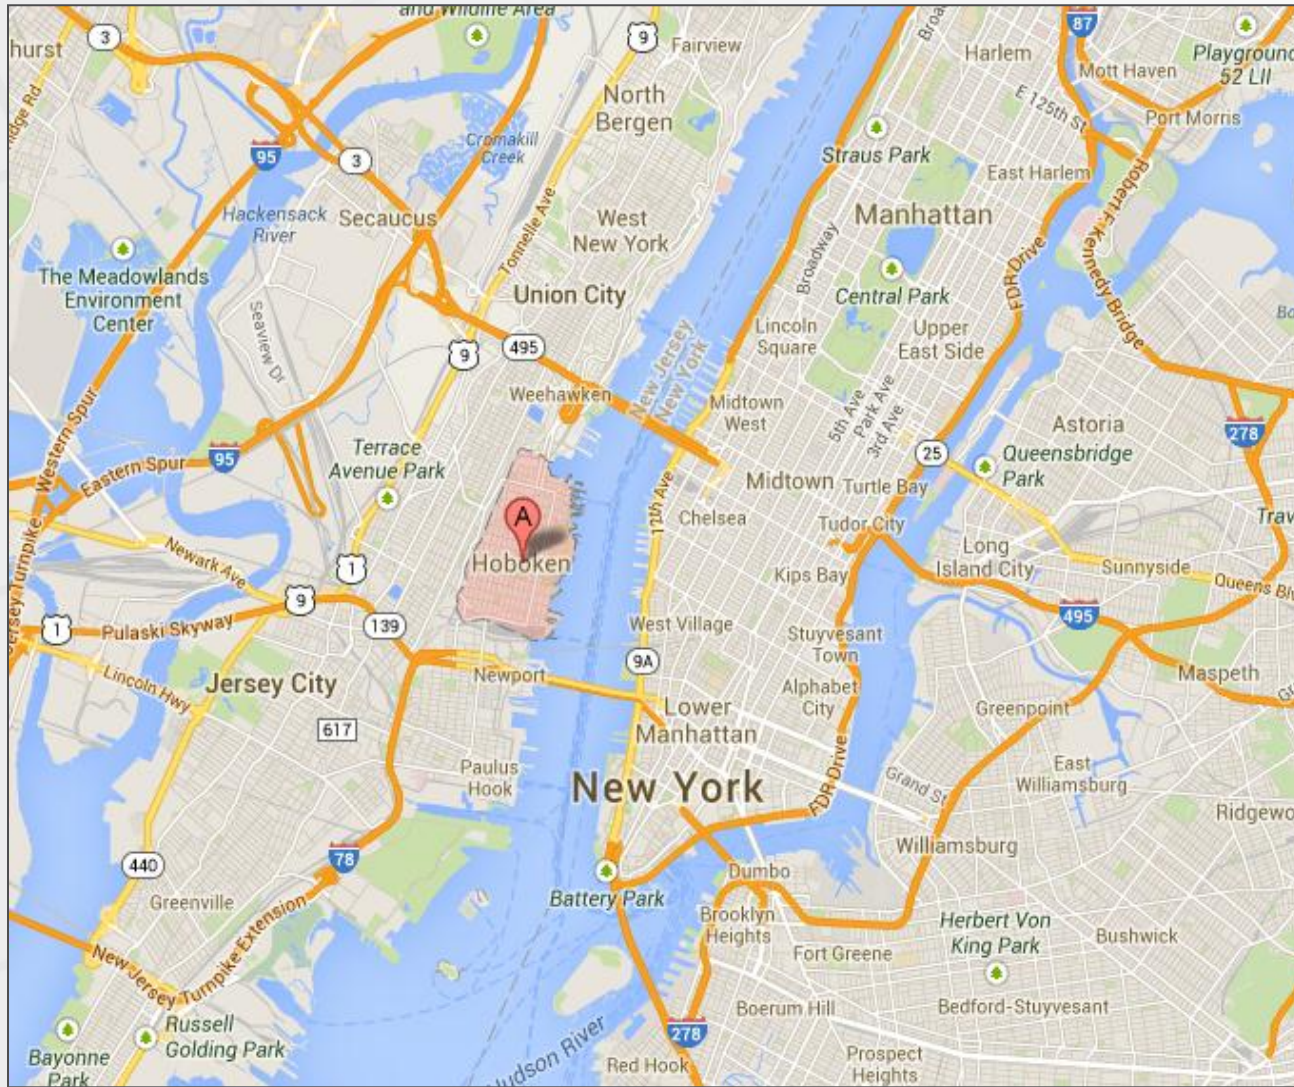 and Wildlife Area
3
9
Fairview
Broadw
87
Harlem
Mott Haven
Playground
52 LII
hurst
idge Rd
North
Bergen
E 125th St
Port Morris
Straus Park
Cromakill
Creek
95
3
East Harlem
Hackensack
River
Secaucus
West
New York
Manhattan
Robert F. Kennedy Bridge
The Meadowlands
Environment
Center
Tonnelle Ave
Union City
Broadway
Central Park
FDR Drive
Seaview Dr
9
495
New Jersey
New York
Lincoln
Square
Upper
East Side
Weehawken
Midtown
West
5th Ave
Park Ave
3rd Ave
Astoria
278
Western Spur
Eastern Spur
95
Terrace
Avenue Park
25
Queensbridge
Park
Midtown
Turtle Bay
A
12th Ave
Chelsea
Tudor City
Trav
Jersey Turnpike
Newark Ave
1
Hoboken
Kips Bay
Long
Island City
Sunnyside
Queens Blv
9
1
Pulaski Skyway
139
West Village
Stuyvesant
Town
495
Lincoln Hwy
Jersey City
Newport
9A
Alphabet
City
Maspeth
617
Lower
Manhattan
Greenpoint
Paulus
Hook
New York
FDR Drive
Grand St
East
Williamsburg
Ridgewo
440
78
Williamsburg
Greenville
Battery Park
Dumbo
Brooklyn
Heights
Herbert Von
King Park
Bushwick
New Jersey Turnpike Extension
Fort Greene
Boerum Hill
Bedford-Stuyvesant
Russell
Golding Park
Bayonne
Park
Hudson River
278
Red Hook
Prospect
Heights